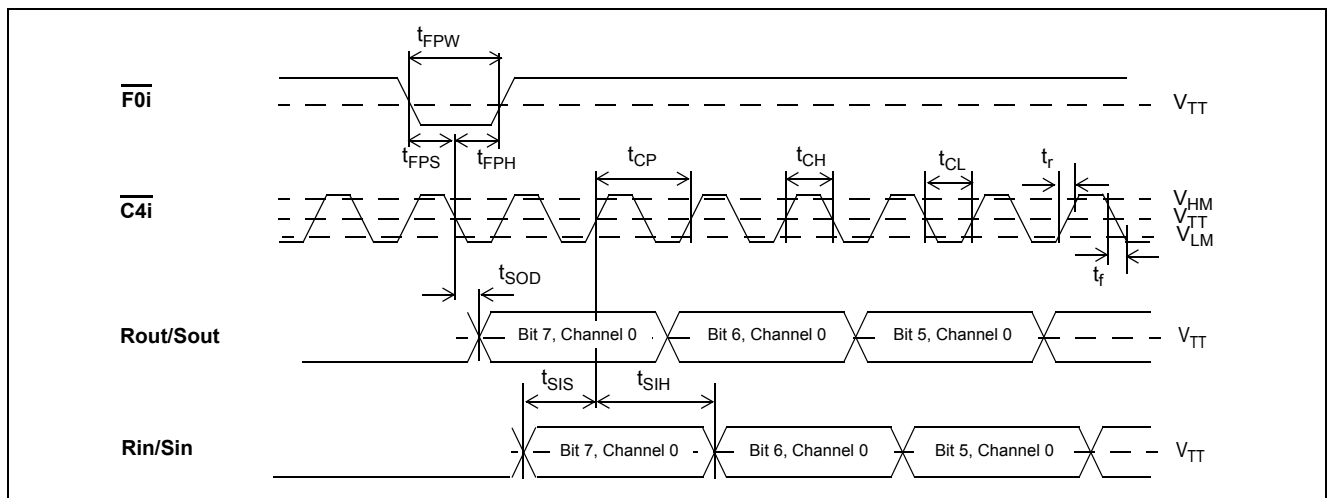 tFPW
F0i
VTT
tFPS tFPH tCP tCH tCL tr
C4i
VHM
VTT
VLM
tSOD
tf
Rout/Sout Bit 7, Channel 0 Bit 6, Channel 0 Bit 5, Channel 0 VTT
tSIS tSIH
Rin/Sin Bit 7, Channel 0 Bit 6, Channel 0 Bit 5, Channel 0 VTT